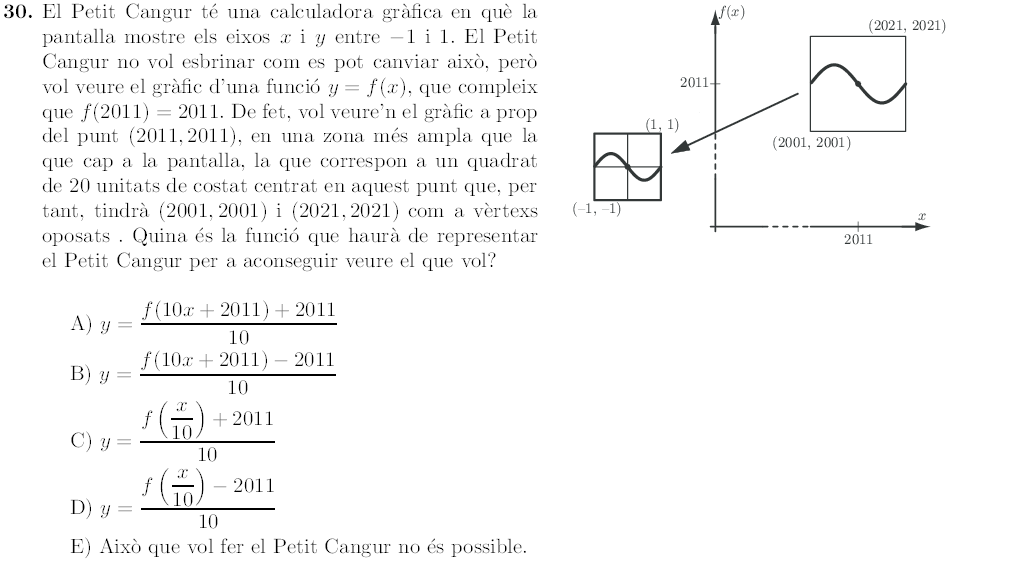 30. El Petit Cangur té una calculadora gràfica en què la
pantalla mostre els eixos x i y entre −1 i 1. El Petit
Cangur no vol esbrinar com es pot canviar això, però
vol veure el gràfic d'una funció y = f(x), que compleix
que f(2011) = 2011. De fet, vol veure'n el gràfic a prop
del punt (2011, 2011), en una zona més ampla que la
que cap a la pantalla, la que correspon a un quadrat
de 20 unitats de costat centrat en aquest punt que, per
tant, tindrà (2001, 2001) i (2021, 2021) com a vèrtexs
oposats . Quina és la funció que haurà de representar
el Petit Cangur per a aconseguir veure el que vol?
f(x)
(2021, 2021)
2011
(1, 1)
(2001, 2001)
(−1, −1)
x
2011
A) y = \frac{f(10x + 2011) + 2011}{10}
B) y = \frac{f(10x + 2011) − 2011}{10}
C) y = \frac{f\left(\frac{x}{10}\right) + 2011}{10}
D) y = \frac{f\left(\frac{x}{10}\right) − 2011}{10}
E) Això que vol fer el Petit Cangur no és possible.